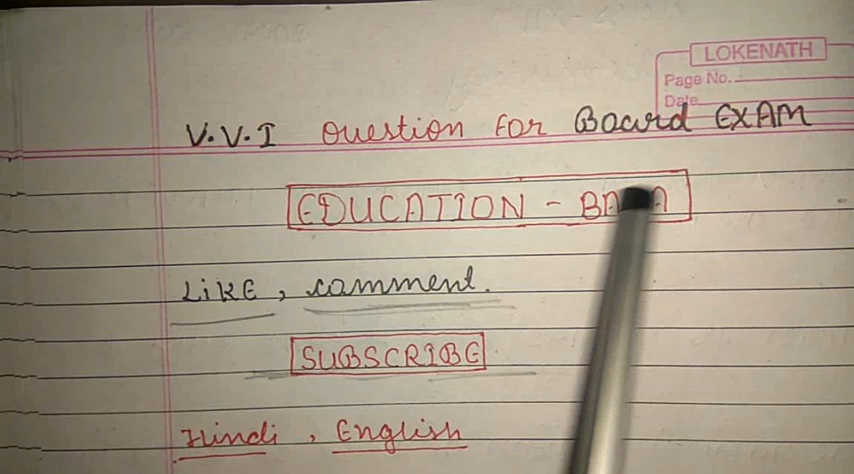 LOKENATH
Page No.
Date
V.V.I Question For Board EXAM
EDUCATION -
LiKE, comment.
SUBSCRIBE
Hindi, English